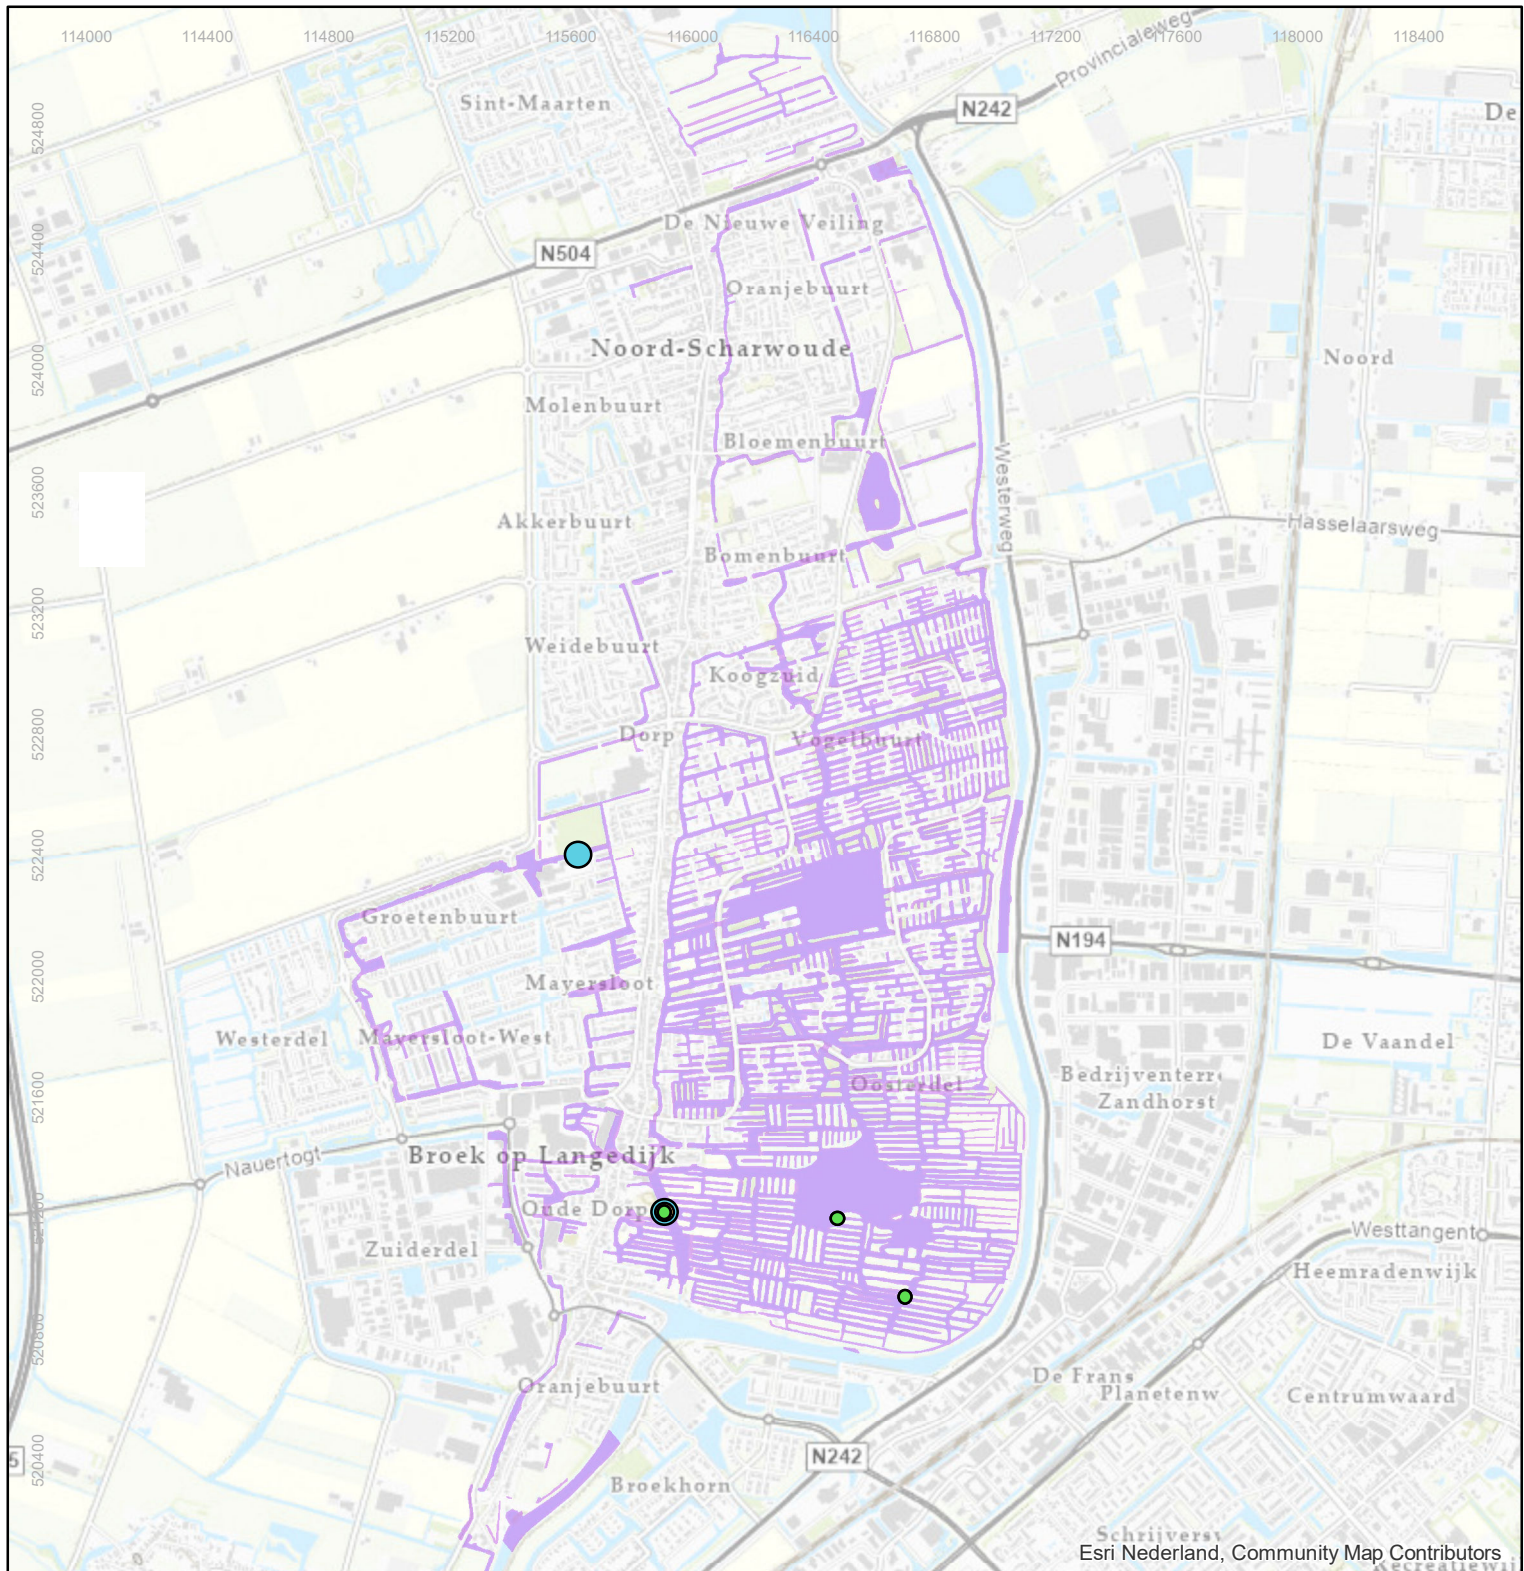 114000 114400 114800 115200 115600 116000 116400 116800 117200 117600 118000 118400
Provincialeweg
N242
De
Sint-Maarten
524800
De Nieuwe Veiling
524400
N504
Oranjebuurt
Noord-Scharwoude
Noord
524000
Molenbuurt
Bloemenbuurt
Westerweg
523600
Akkerbuurt
Hasselaarsweg
Bomenbuurt
523200
Weidebuurt
Koogzuid
522800
Dorp
Vogelbuurt
522400
Groetenbuurt
N194
522000
Mayersloot
Westerdel
Mayersloot-West
De Vaandel
Bedrijventerre
Zandhorst
521600
Oosterdel
Nauertogt
Broek op Langedijk
Oude Dorp
Westtangent
Zuiderdel
Heemradenwijk
520800
De Frans
Planetenw
Oranjebuurt
Centrumwaard
520400
5
N242
Broekhorn
Schrijversw
Esri Nederland, Community Map Contributors
Recreatiewij